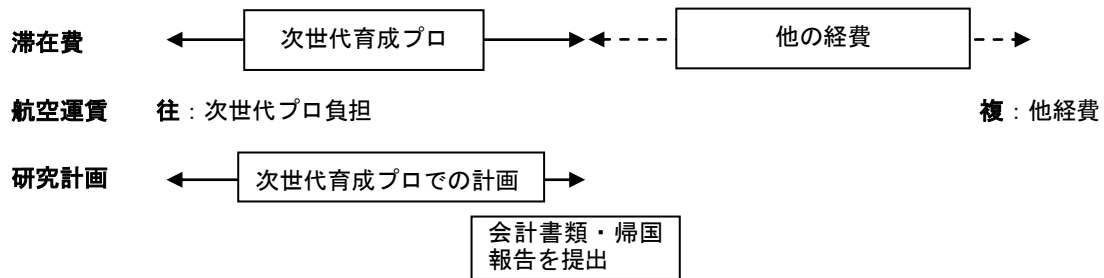 滞在費 次世代育成プロ 他の経費
航空運賃 往：次世代プロ負担 複：他経費
研究計画 次世代育成プロでの計画
会計書類・帰国
報告を提出